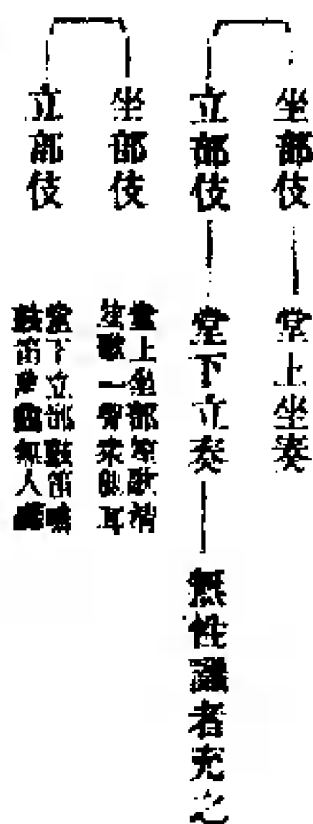 坐部伎——堂上坐奏
立部伎——堂下立奏——無性識者充之
坐部伎
堂上坐部笙歌清
笙歌一聲衆側耳
立部伎
堂下立部鼓笛鳴
鼓笛萬曲無人聽